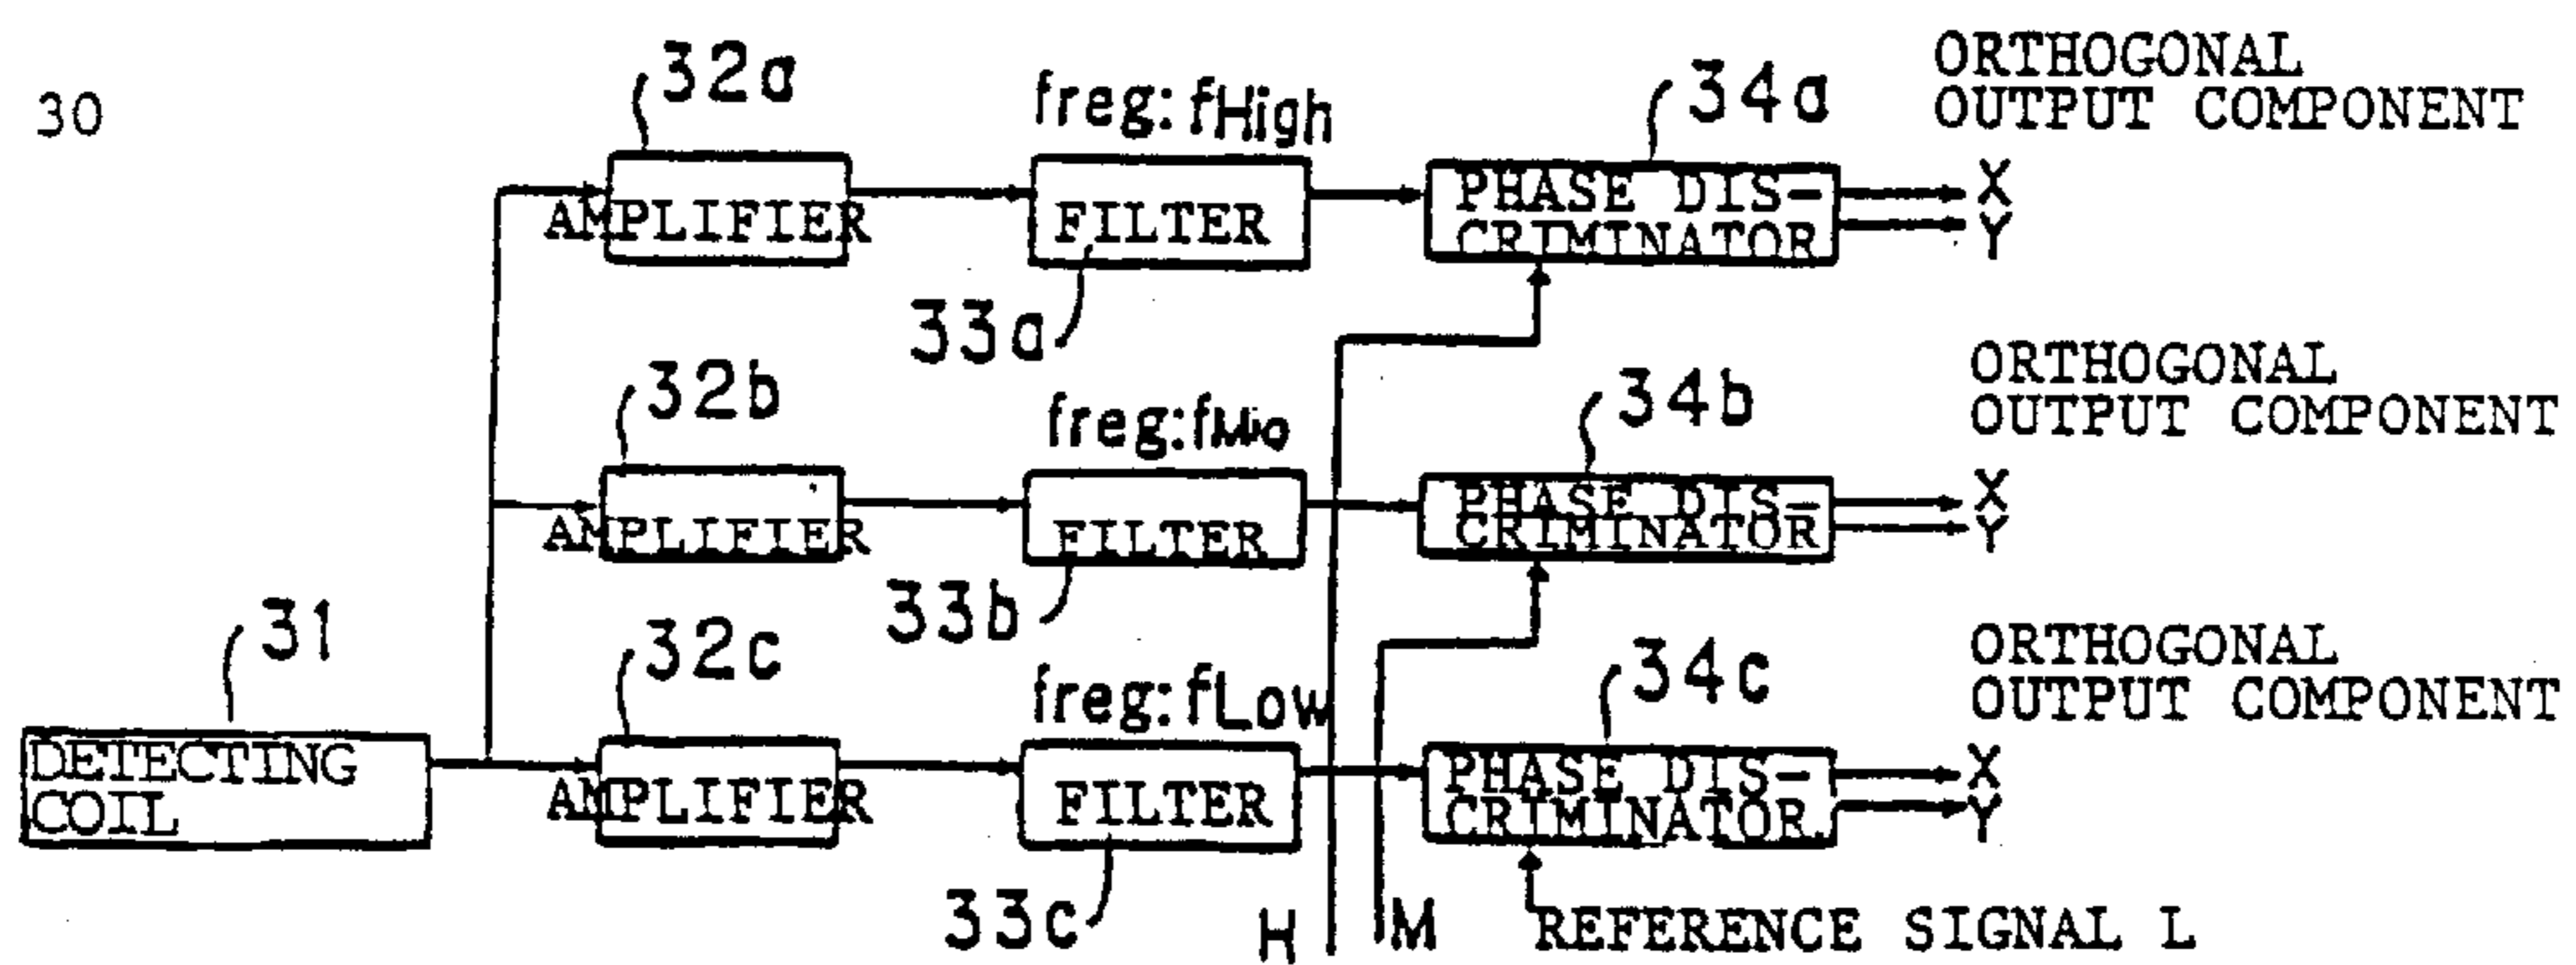 30
32a
freg: fHigh
34a
ORTHOGONAL
OUTPUT COMPONENT
AMPLIFIER
FILTER
PHASE DIS-
CRIMINATOR
X
Y
33a
32b
freg: fMid
34b
ORTHOGONAL
OUTPUT COMPONENT
AMPLIFIER
FILTER
PHASE DIS-
CRIMINATOR
X
Y
33b
31
32c
freg: fLow
34c
ORTHOGONAL
OUTPUT COMPONENT
DETECTING
COIL
AMPLIFIER
FILTER
PHASE DIS-
CRIMINATOR
X
Y
33c
H
M
REFERENCE SIGNAL L